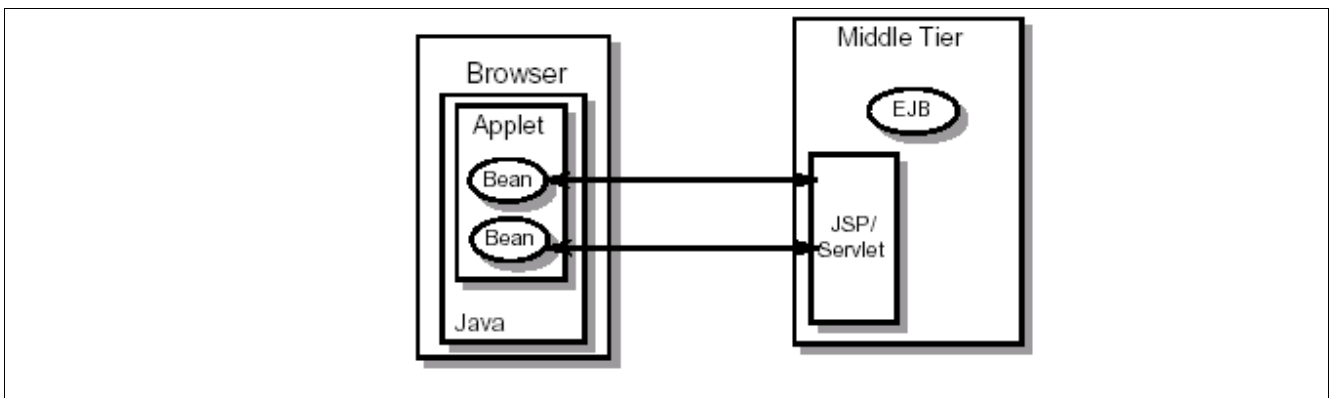 Browser
Applet
Bean
Bean
Java
Middle Tier
EJB
JSP/
Servlet